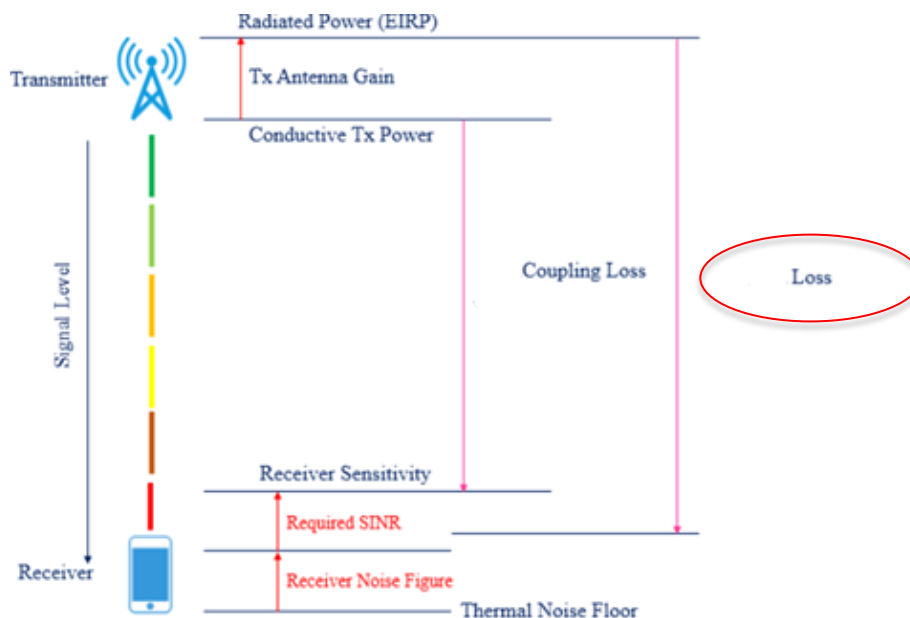 Radiated Power (EIRP)
Transmitter
Tx Antenna Gain
Conductive Tx Power
Signal Level
Coupling Loss
Loss
Receiver Sensitivity
Required SINR
Receiver
Receiver Noise Figure
Thermal Noise Floor